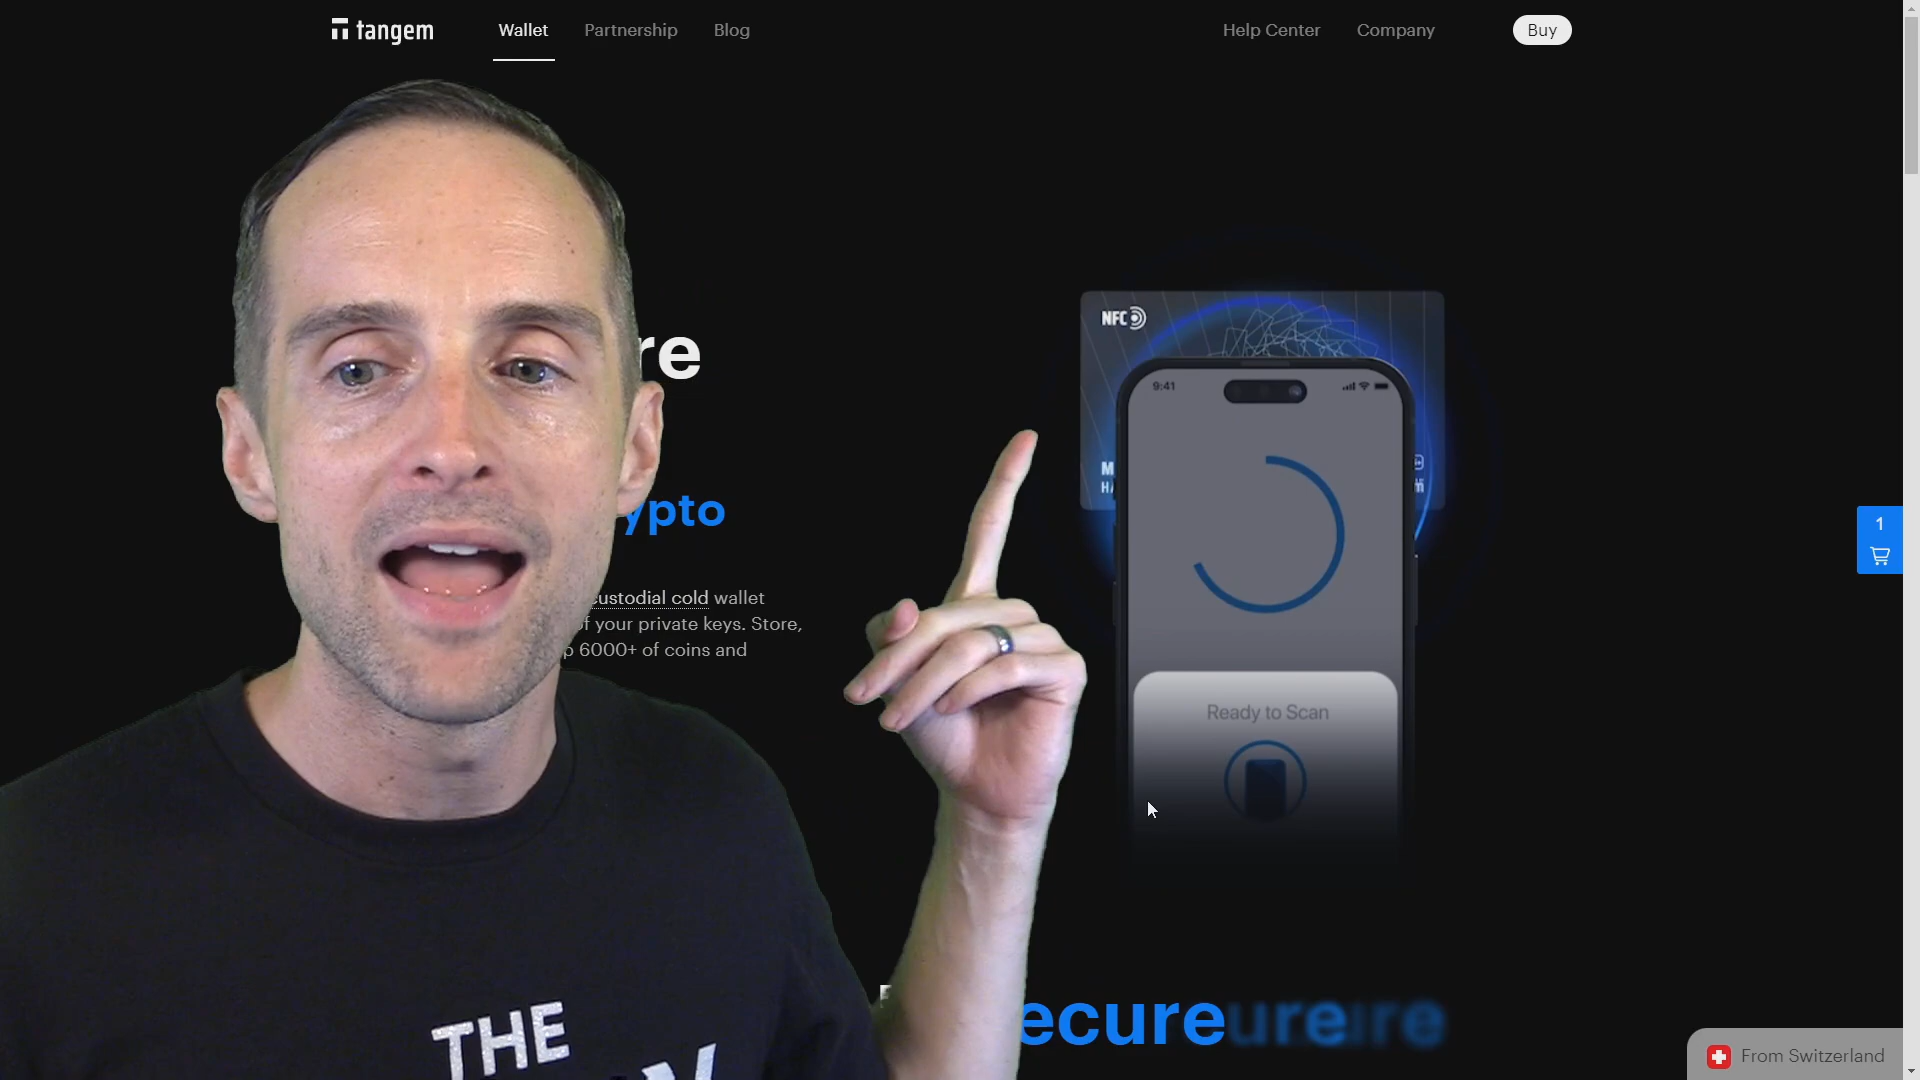 tangem
Wallet
Partnership
Blog
Help Center
Company
Buy
NFC
9:41
ypto
custodial cold wallet
of your private keys. Store,
6000+ of coins and
Ready to Scan
1
THE
ecure
From Switzerland